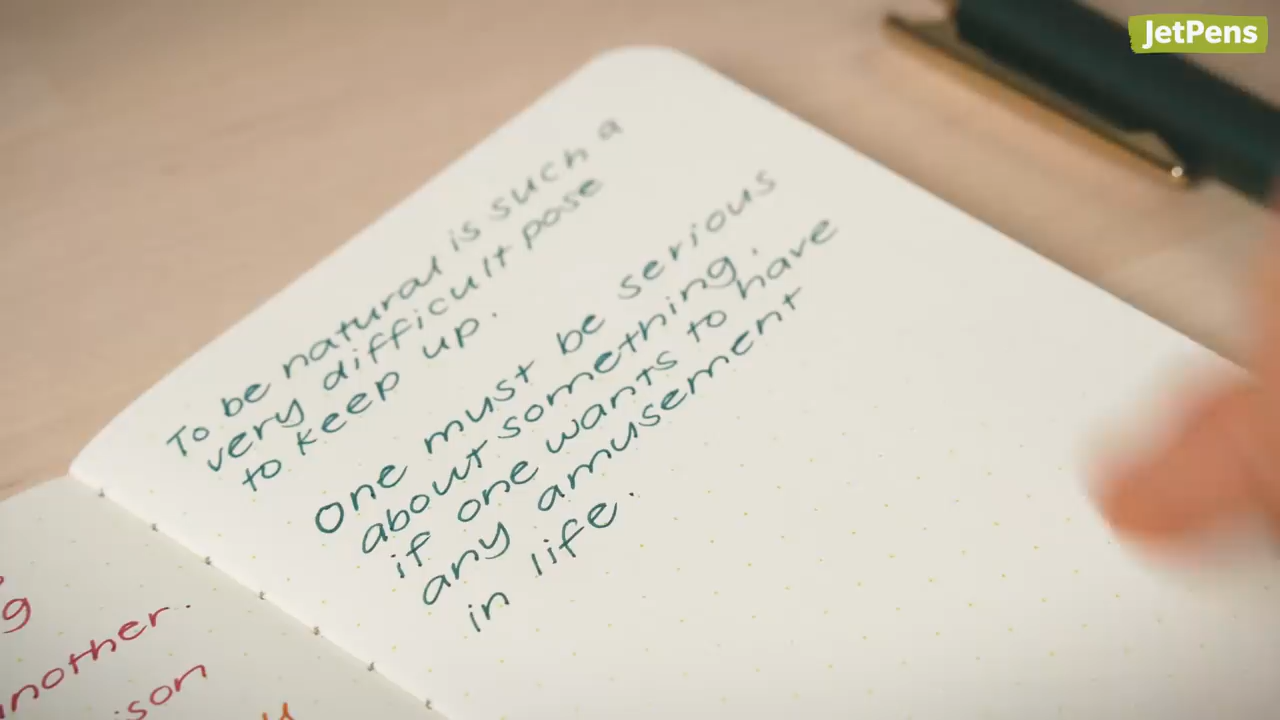 JetPens
To be natural is such a
very difficult pose
to keep up.
One must be serious
about something.
if one wants to have
any amusement
in life.
g
another.
ison